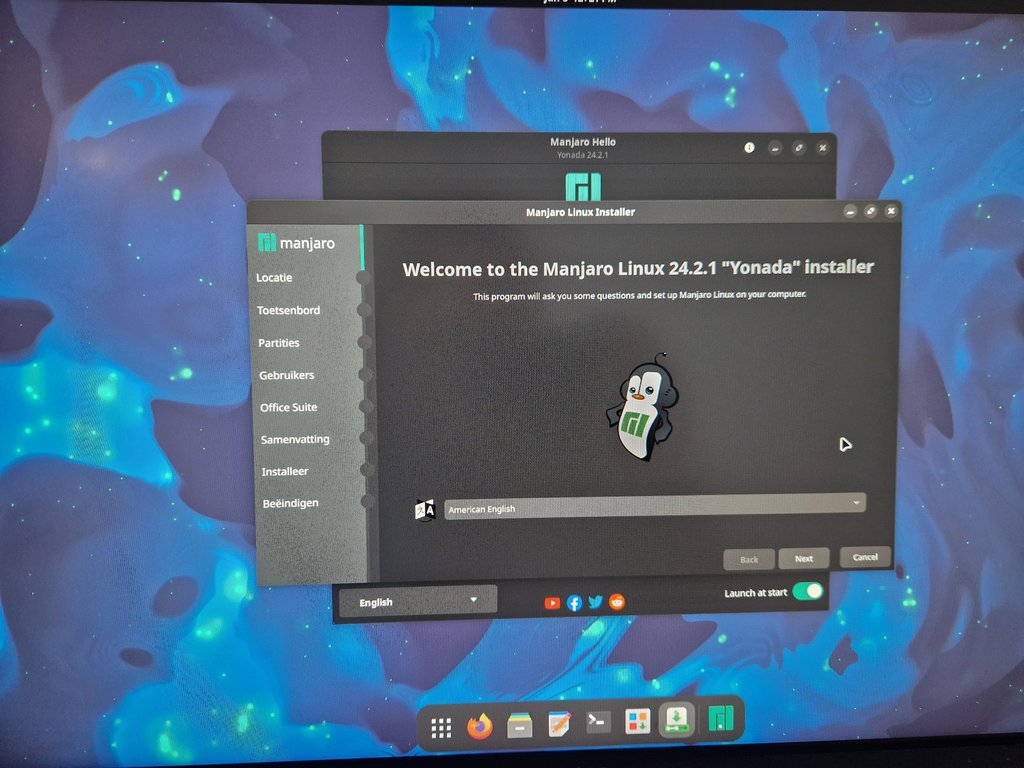 Manjaro Hello
Yonada 24.2.1
Manjaro Linux Installer
manjaro
Locatie
Toetsenbord
Partities
Gebruikers
Office Suite
Samenvatting
Installeer
Beëindigen
Welcome to the Manjaro Linux 24.2.1 "Yonada" installer
This program will ask you some questions and set up Manjaro Linux on your computer.
American English
Back
Next
Cancel
English
Launch at start